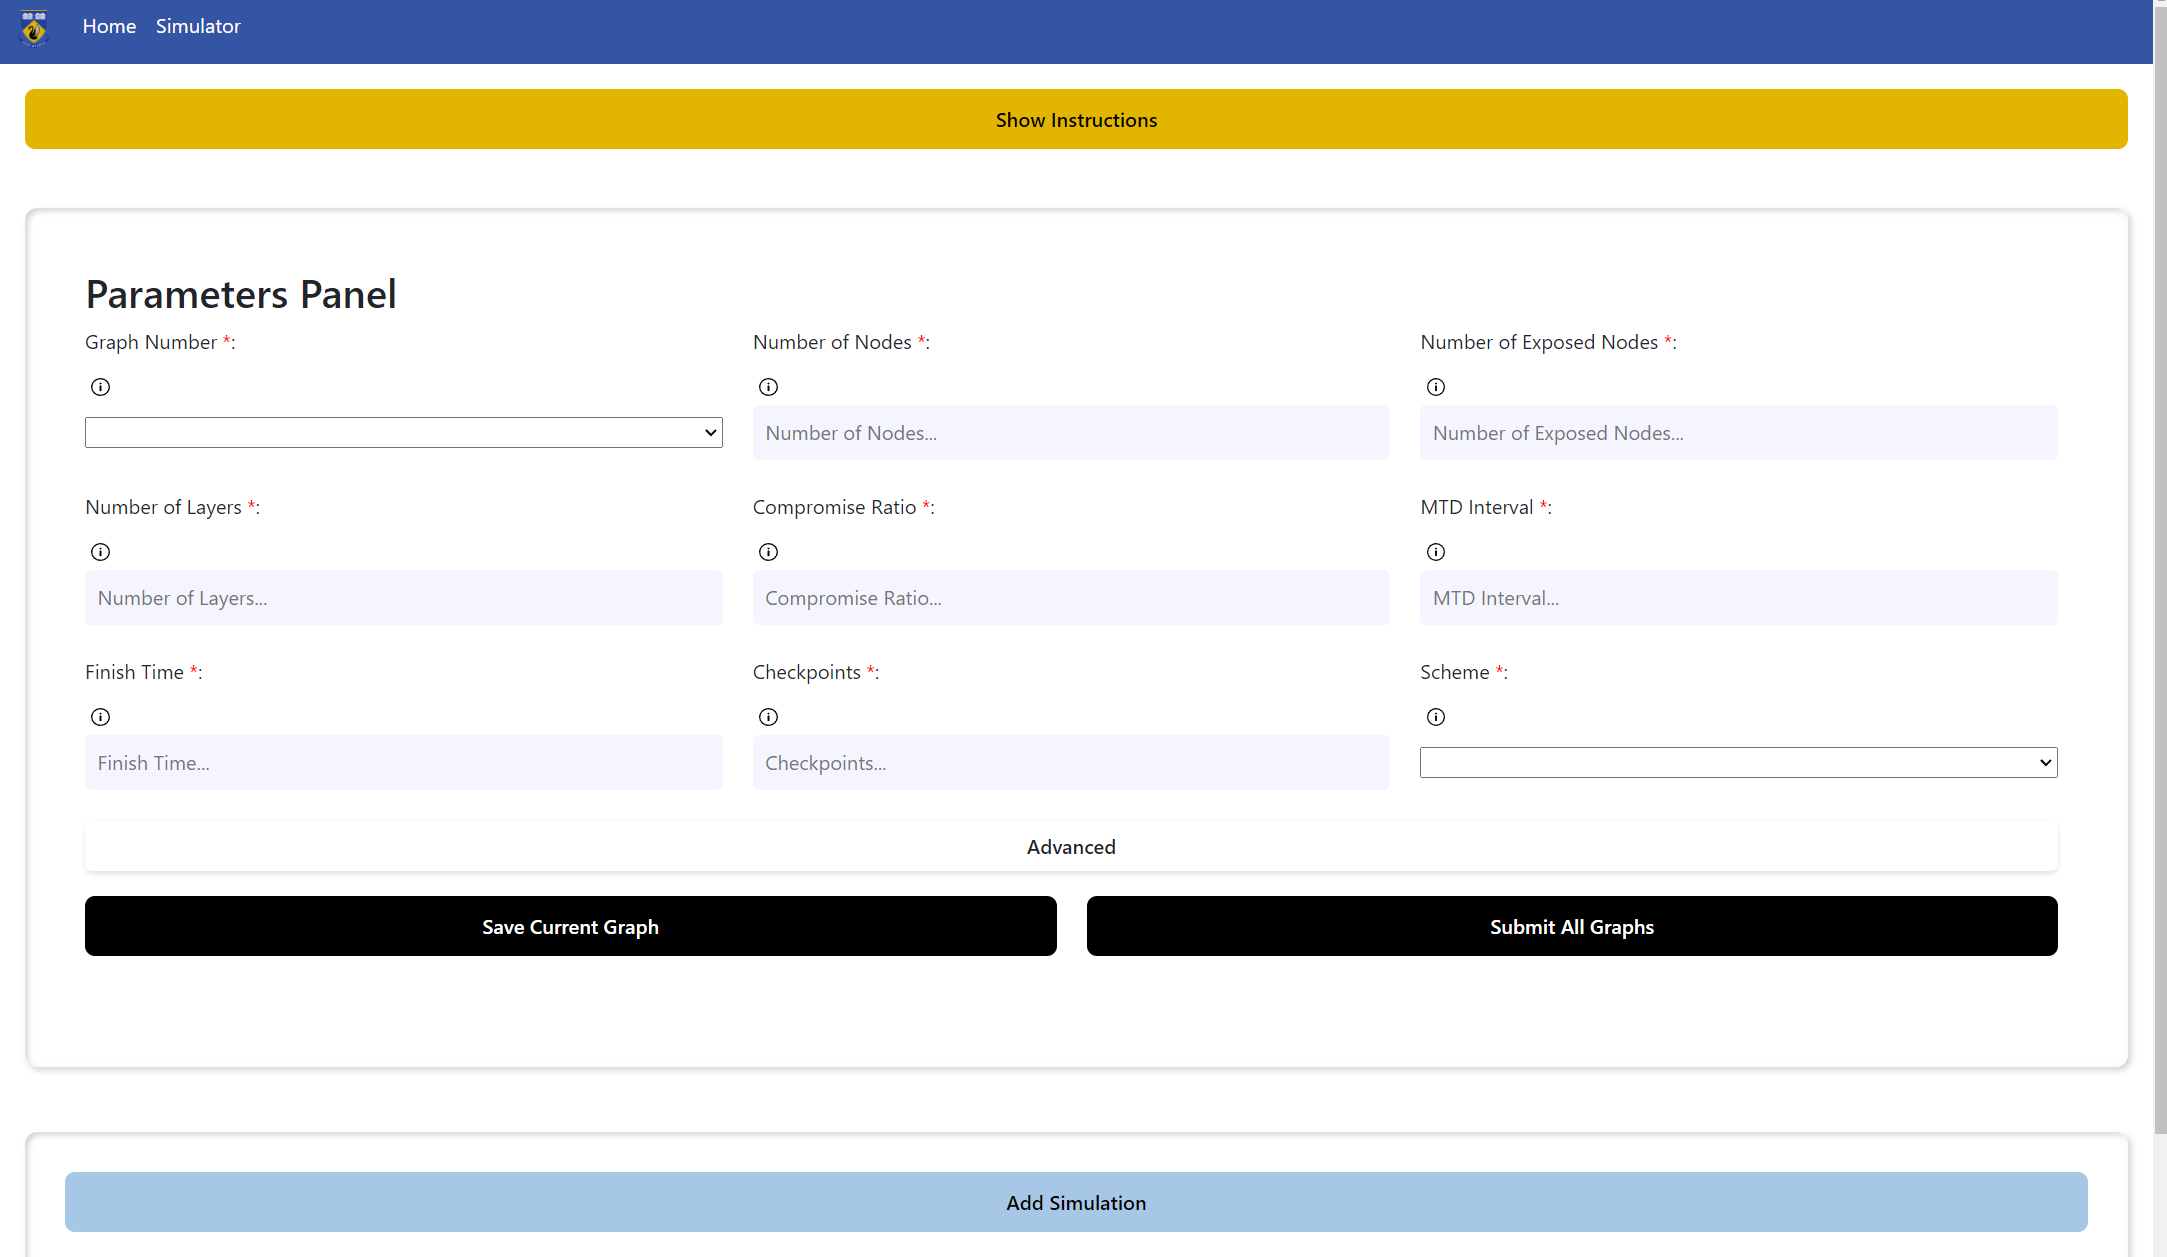 Home Simulator
Show Instructions
Parameters Panel
Graph Number *:
Number of Nodes *:
Number of Exposed Nodes *:
Number of Nodes...
Number of Exposed Nodes...
Number of Layers *:
Compromise Ratio *:
MTD Interval *:
Number of Layers...
Compromise Ratio...
MTD Interval...
Finish Time *:
Checkpoints *:
Scheme *:
Finish Time...
Checkpoints...
Advanced
Save Current Graph
Submit All Graphs
Add Simulation